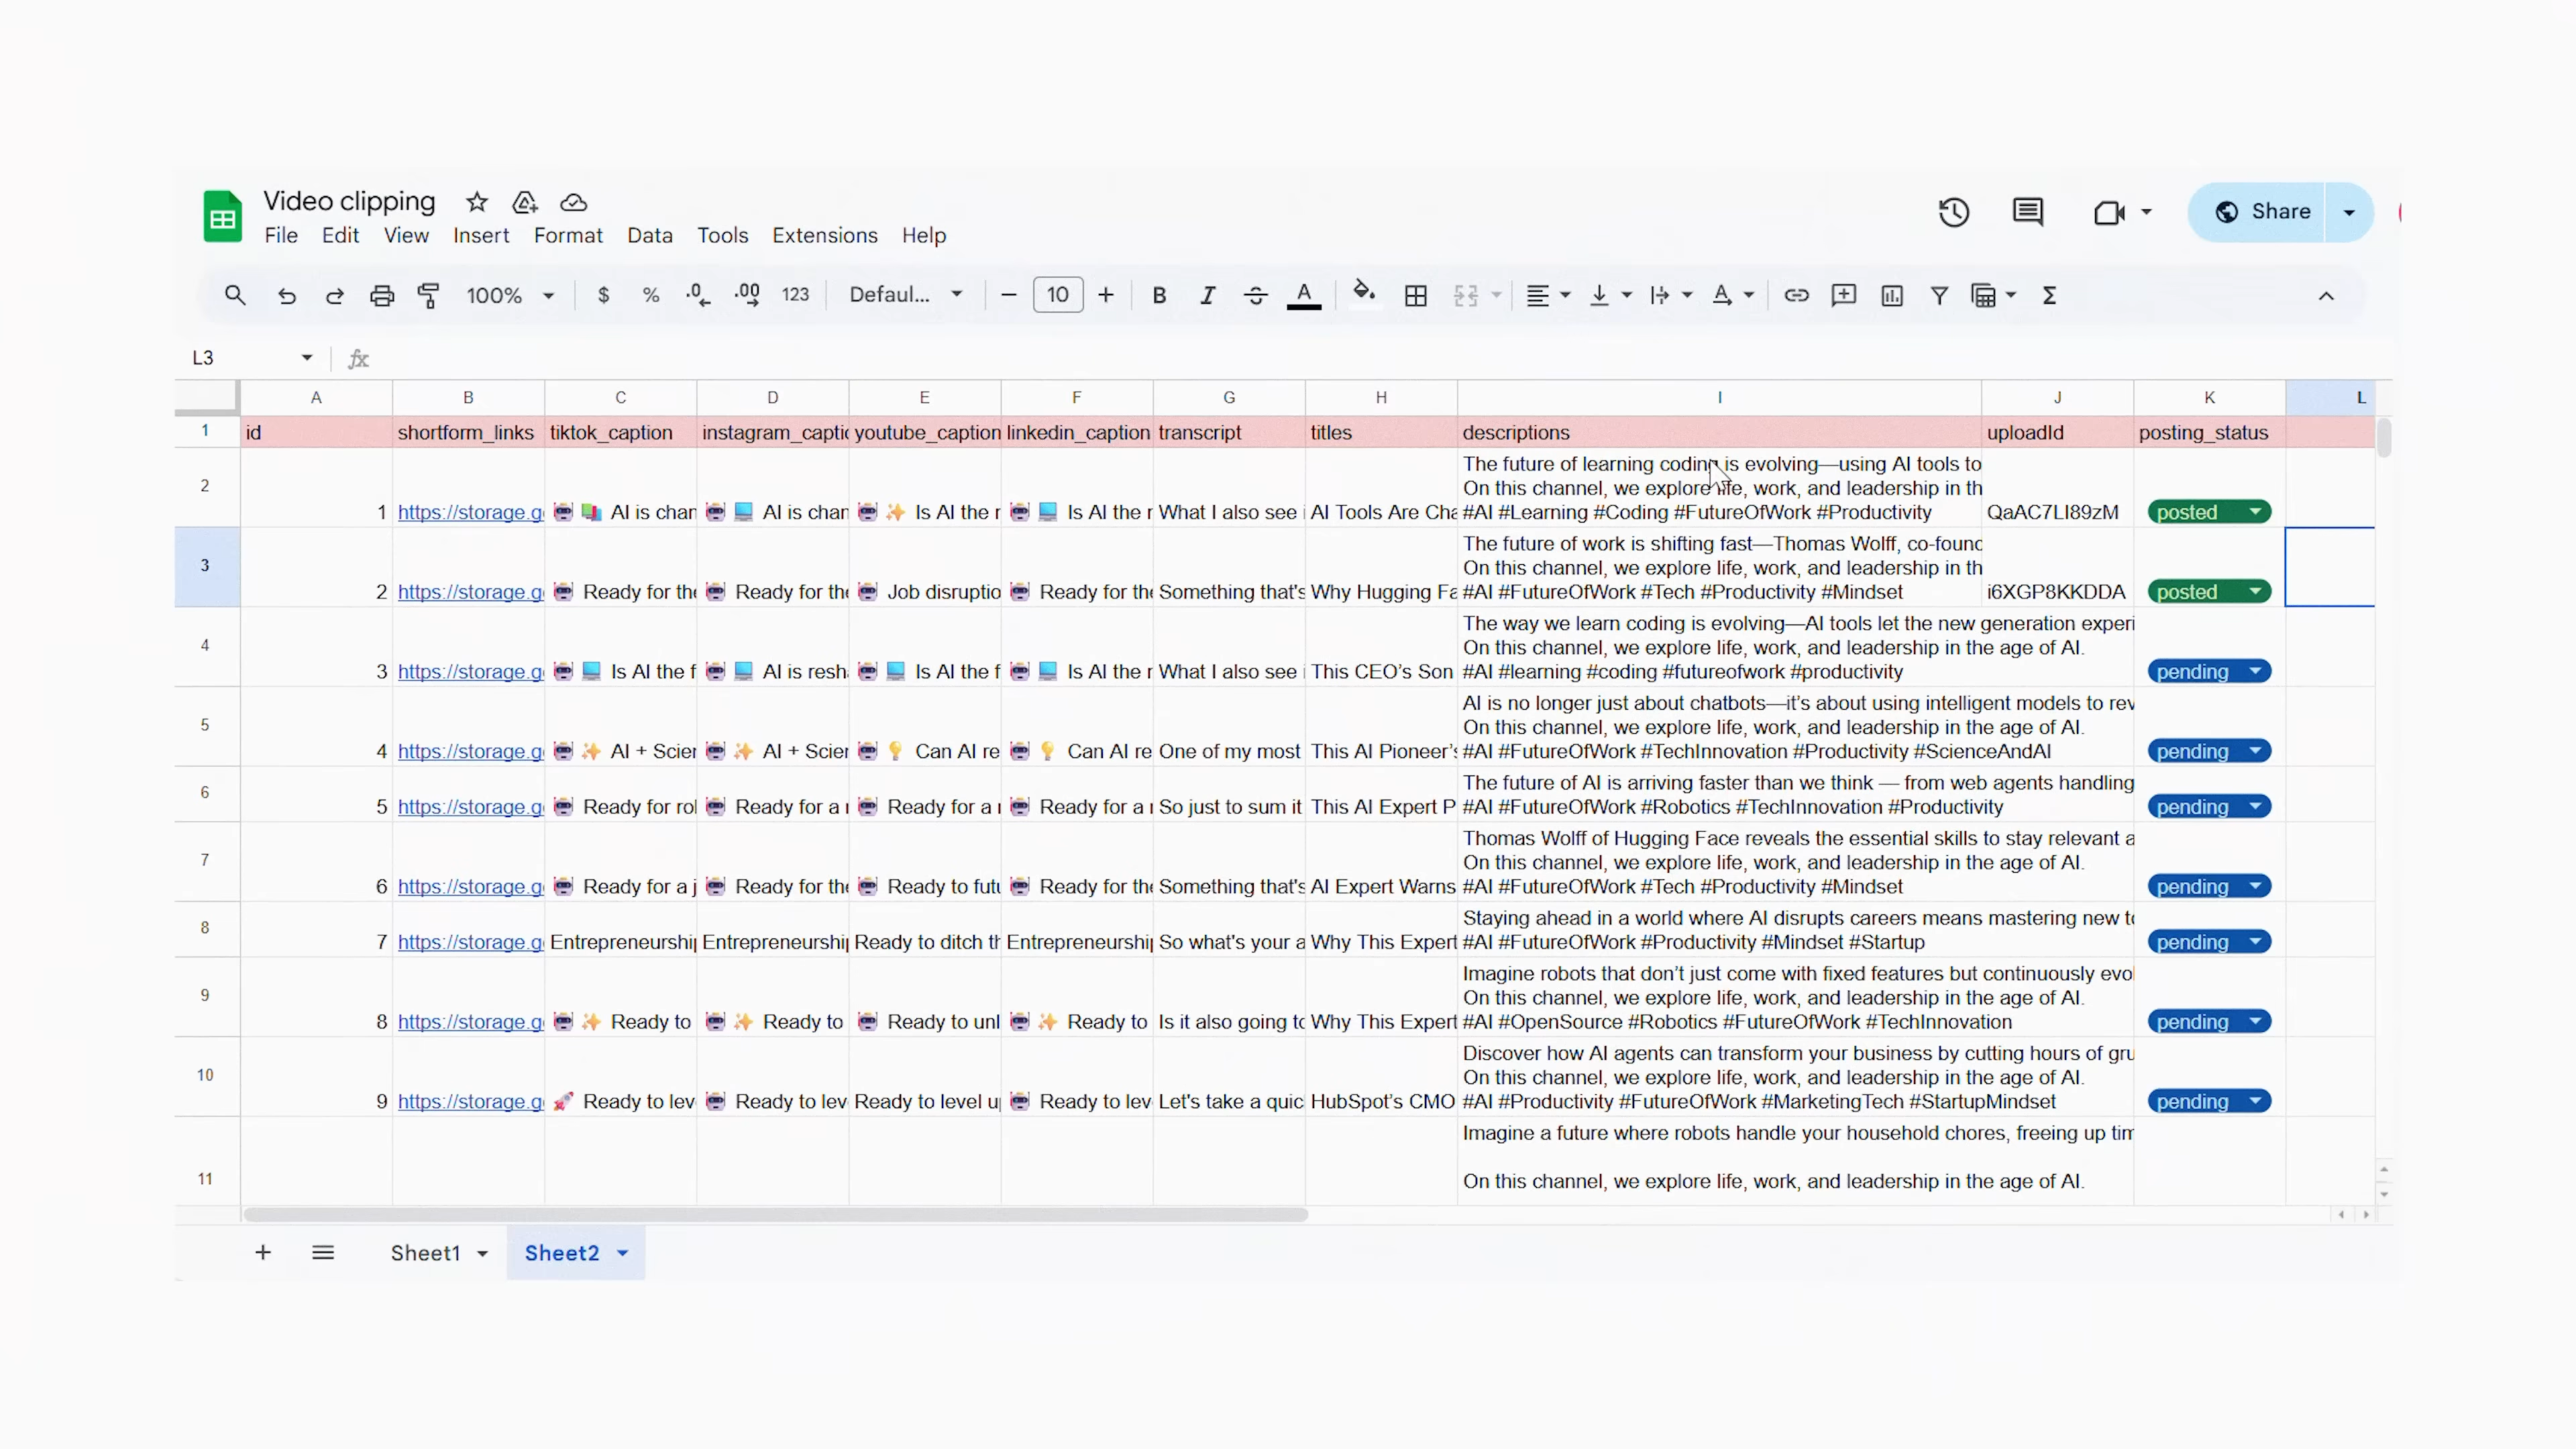 Video clipping
File Edit View Insert Format Data Tools Extensions Help
Share
100% $ % .0 .00 123 Defaul... 10 B I A
L3 fx
A B C D E F G H I J K L
1 id shortform_links tiktok_caption instagram_captic youtube_caption linkedin_caption transcript titles descriptions uploadId posting_status
The future of learning coding is evolving—using AI tools to
On this channel, we explore life, work, and leadership in th
2 1 https://storage.g AI is chan AI is chan Is AI the r Is AI the r What I also see i AI Tools Are Cha #AI #Learning #Coding #FutureOfWork #Productivity QaAC7LI89zM posted
The future of work is shifting fast—Thomas Wolff, co-founc
On this channel, we explore life, work, and leadership in th
3 2 https://storage.g Ready for the Ready for the Job disruptio Ready for the Something that's Why Hugging Fa #AI #FutureOfWork #Tech #Productivity #Mindset i6XGP8KKDDA posted
The way we learn coding is evolving—AI tools let the new generation experi
On this channel, we explore life, work, and leadership in the age of AI.
4 3 https://storage.g Is AI the f AI is resh Is AI the f Is AI the r What I also see i This CEO’s Son #AI #learning #coding #futureofwork #productivity pending
AI is no longer just about chatbots—it’s about using intelligent models to rev
On this channel, we explore life, work, and leadership in the age of AI.
5 4 https://storage.g AI + Scier AI + Scier Can AI re Can AI re One of my most This AI Pioneer’s #AI #FutureOfWork #TechInnovation #Productivity #ScienceAndAI pending
The future of AI is arriving faster than we think — from web agents handling
6 5 https://storage.g Ready for rol Ready for a r Ready for a r Ready for a r So just to sum it This AI Expert P #AI #FutureOfWork #Robotics #TechInnovation #Productivity pending
Thomas Wolff of Hugging Face reveals the essential skills to stay relevant a
On this channel, we explore life, work, and leadership in the age of AI.
7 6 https://storage.g Ready for a j Ready for the Ready to futu Ready for the Something that's AI Expert Warns #AI #FutureOfWork #Tech #Productivity #Mindset pending
Staying ahead in a world where AI disrupts careers means mastering new to
8 7 https://storage.g Entrepreneurship Entrepreneurship Ready to ditch th Entrepreneurship So what's your a Why This Expert #AI #FutureOfWork #Productivity #Mindset #Startup pending
Imagine robots that don’t just come with fixed features but continuously evol
On this channel, we explore life, work, and leadership in the age of AI.
9 8 https://storage.g Ready to Ready to Ready to unl Ready to Is it also going to Why This Expert #AI #OpenSource #Robotics #FutureOfWork #TechInnovation pending
Discover how AI agents can transform your business by cutting hours of gru
On this channel, we explore life, work, and leadership in the age of AI.
10 9 https://storage.g Ready to lev Ready to lev Ready to level u Ready to lev Let's take a quic HubSpot’s CMO #AI #Productivity #FutureOfWork #MarketingTech #StartupMindset pending
Imagine a future where robots handle your household chores, freeing up tim
11 On this channel, we explore life, work, and leadership in the age of AI.
Sheet1 Sheet2